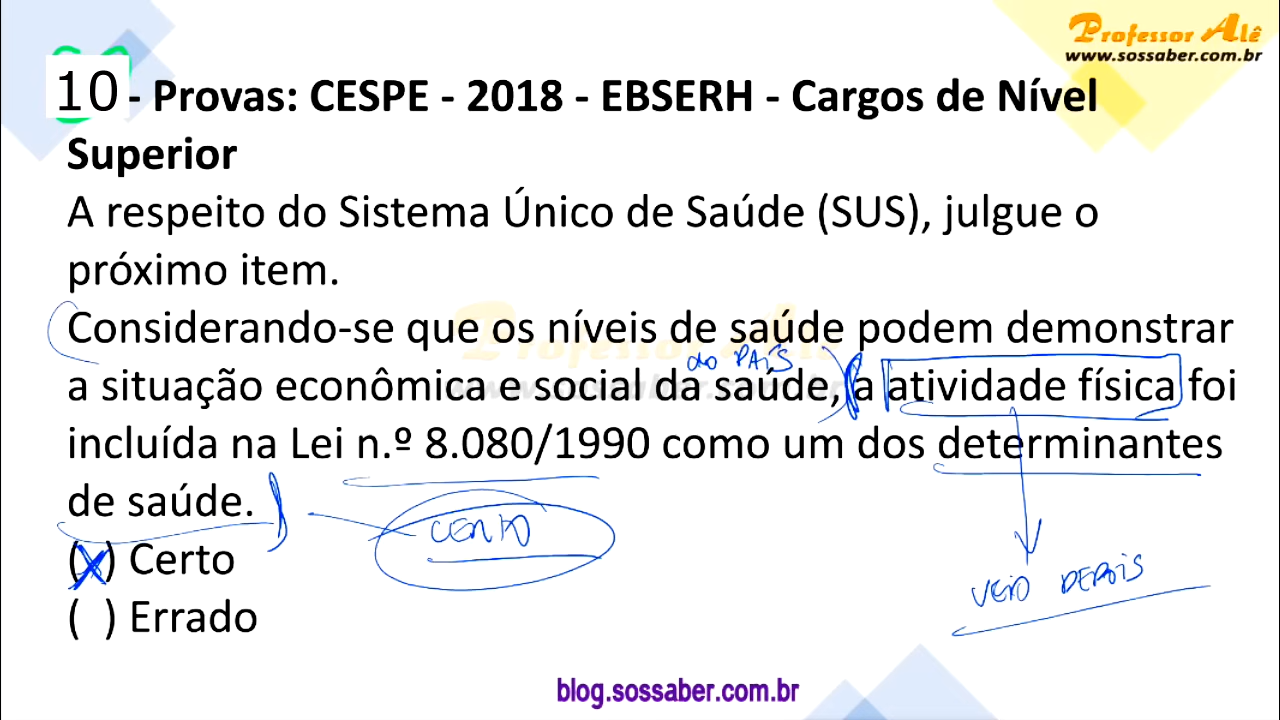 Professor Alê
www.sossaber.com.br
10 - Provas: CESPE - 2018 - EBSERH - Cargos de Nível
Superior
A respeito do Sistema Único de Saúde (SUS), julgue o
próximo item.
Considerando-se que os níveis de saúde podem demonstrar
do PAÍS
a situação econômica e social da saúde, a atividade física foi
incluída na Lei n.º 8.080/1990 como um dos determinantes
de saúde.
CERTO
(X) Certo
VEIO DEPOIS
( ) Errado
blog.sossaber.com.br